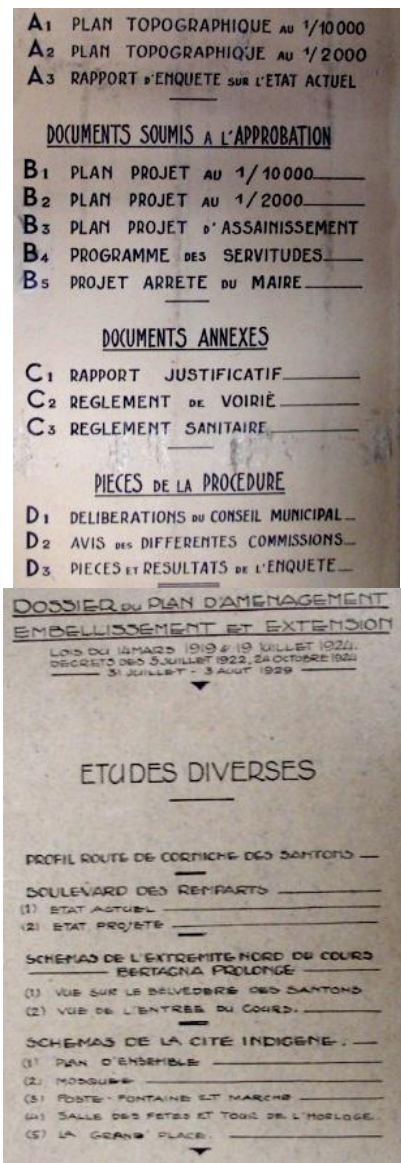 A1 PLAN TOPOGRAPHIQUE AU 1/10000
A2 PLAN TOPOGRAPHIQUE AU 1/2000
A3 RAPPORT D'ENQUETE SUR L'ETAT ACTUEL
DOCUMENTS SOUMIS A L'APPROBATION
B1 PLAN PROJET AU 1/10000
B2 PLAN PROJET AU 1/2000
B3 PLAN PROJET D'ASSAINISSEMENT
B4 PROGRAMME DES SERVITUDES
B5 PROJET ARRETE DU MAIRE
DOCUMENTS ANNEXES
C1 RAPPORT JUSTIFICATIF
C2 REGLEMENT DE VOIRIE
C3 REGLEMENT SANITAIRE
PIECES DE LA PROCEDURE
D1 DELIBERATIONS DU CONSEIL MUNICIPAL
D2 AVIS DES DIFFERENTES COMMISSIONS
D3 PIECES ET RESULTATS DE L'ENQUETE
DOSSIER DU PLAN D'AMENAGEMENT
EMBELLISSEMENT ET EXTENSION
LOIS DU 14 MARS 1919 & 19 JUILLET 1924.
DECRETS DES 5 JUILLET 1922, 24 OCTOBRE 1924
31 JUILLET - 3 AOUT 1929
ETUDES DIVERSES
PROFIL ROUTE DE CORNICHE DES SANTONS
BOULEVARD DES REMPARTS
(1) ETAT ACTUEL
(2) ETAT PROJETE
SCHEMAS DE L'EXTREMITE NORD DU COURS
BERTAGNA PROLONGE
(1) VUE SUR LE BELVEDERE DES SANTONS
(2) VUE DE L'ENTREE DU COURS.
SCHEMAS DE LA CITE INDIGENE.
(1) PLAN D'ENSEMBLE
(2) MOSQUEE
(3) POSTE - FONTAINE ET MARCHE
(4) SALLE DES FETES ET TOUR DE L'HORLOGE
(5) LA GRAND' PLACE.